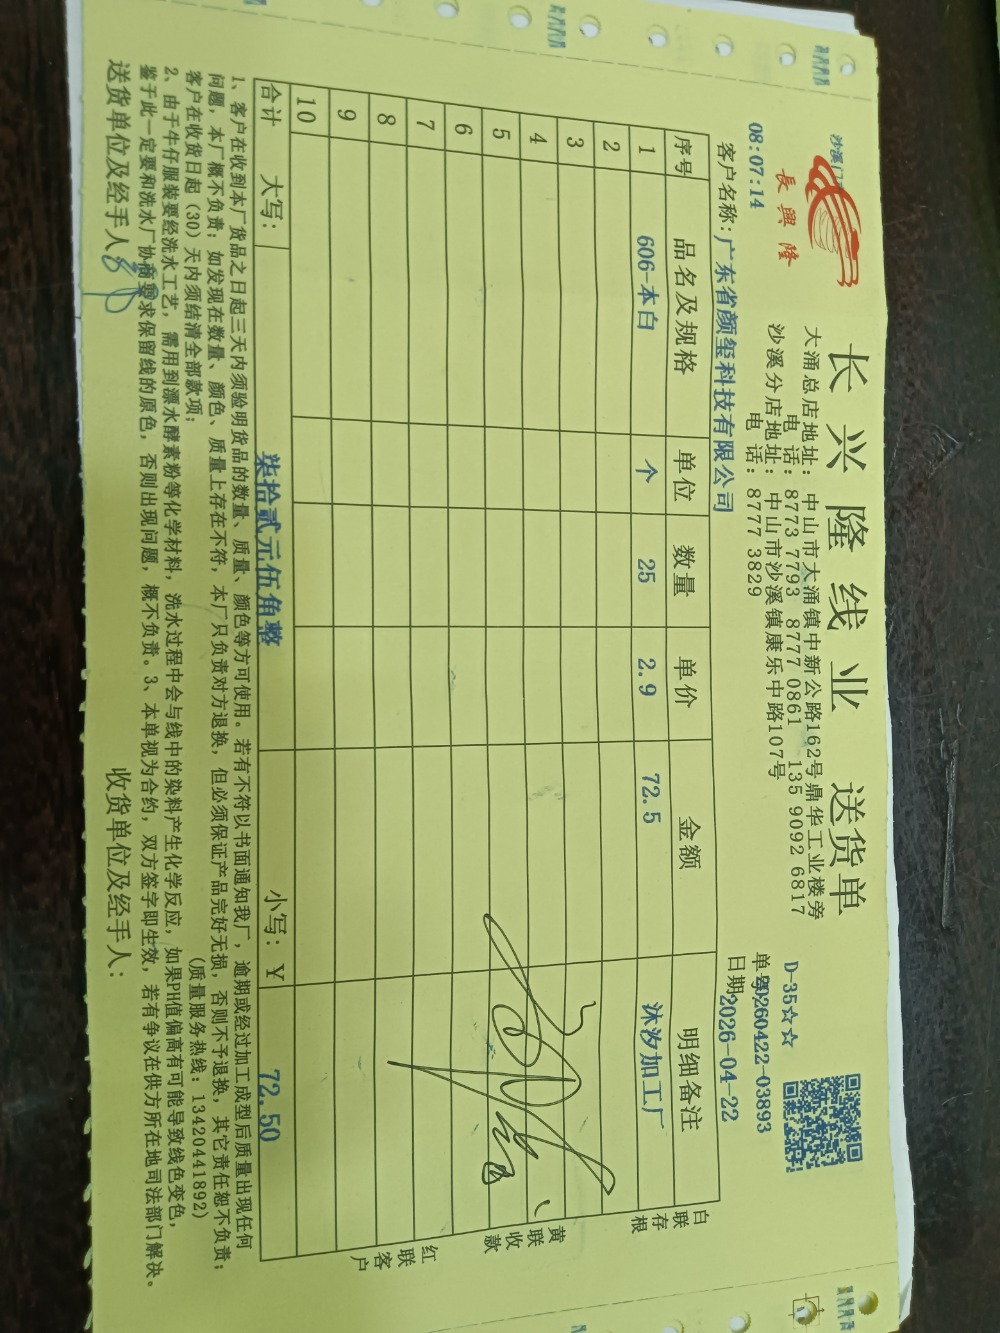 长兴隆线业 送货单
長興隆
沙溪门
08:07:14
大涌总店地址：中山市大涌镇中新公路162号鼎华工业楼旁
电 话：8773 7793 8777 0861 135 9092 6817
沙溪分店地址：中山市沙溪镇康乐中路107号
电 话：8777 3829
D-35☆☆
单号:20260422-03893
日期:2026-04-22
客户名称:广东省颜玺科技有限公司
序号 品名及规格 单位 数量 单价 金额 明细备注
1 606-本白 个 25 2.9 72.5 沐汐加工厂
2
3
4
5
6
7
8
9
10
合计 大写： 柒拾贰元伍角整 小写：￥ 72.50
白联存根
黄联收款
红联客户
1、客户在收到本厂货品之日起三天内须验明货品的数量、质量、颜色等方可使用。若有不符以书面通知我厂，逾期或经过加工成型后质量出现任何
问题，本厂概不负责；如发现在数量、颜色、质量上存在不符，本厂只负责对方退换，但必须保证产品完好无损，否则不予退换，其它责任恕不负责；
客户在收货日起（30）天内须结清全部款项； （质量服务热线：13420441892）
2、由于牛仔服装要经洗水工艺，需用到漂水酵素粉等化学材料，洗水过程中会与线中的染料产生化学反应，如果PH值偏高有可能导致线色变色，
鉴于此一定要和洗水厂协商要求保留线的原色，否则出现问题，概不负责。3、本单视为合约，双方签字即生效，若有争议在供方所在地司法部门解决。
送货单位及经手人： 收货单位及经手人：